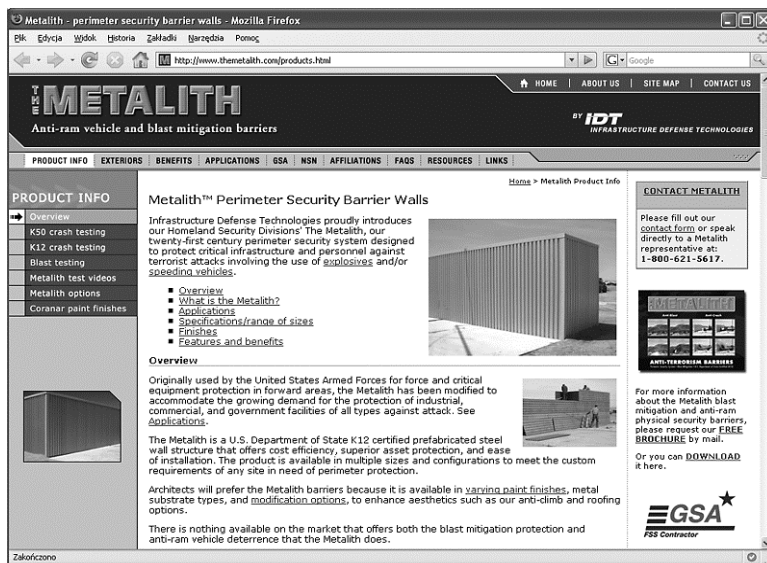 Metalith - perimeter security barrier walls - Mozilla Firefox
Plik Edycja Widok Historia Zakładki Narzędzia Pomoc
http://www.themetalith.com/products.html
G Google
HOME | ABOUT US | SITE MAP | CONTACT US
THE METALITH
Anti-ram vehicle and blast mitigation barriers
BY IDT
INFRASTRUCTURE DEFENSE TECHNOLOGIES
PRODUCT INFO EXTERIORS BENEFITS APPLICATIONS GSA NSN AFFILIATIONS FAQS RESOURCES LINKS
PRODUCT INFO
Overview
K50 crash testing
K12 crash testing
Blast testing
Metalith test videos
Metalith options
Coranar paint finishes
Home > Metalith Product Info
Metalith™ Perimeter Security Barrier Walls
Infrastructure Defense Technologies proudly introduces
our Homeland Security Divisions' The Metalith, our
twenty-first century perimeter security system designed
to protect critical infrastructure and personnel against
terrorist attacks involving the use of explosives and/or
speeding vehicles.
Overview
What is the Metalith?
Applications
Specifications/range of sizes
Finishes
Features and benefits
Overview
Originally used by the United States Armed Forces for force and critical
equipment protection in forward areas, the Metalith has been modified to
accommodate the growing demand for the protection of industrial,
commercial, and government facilities of all types against attack. See
Applications.
The Metalith is a U.S. Department of State K12 certified prefabricated steel
wall structure that offers cost efficiency, superior asset protection, and ease
of installation. The product is available in multiple sizes and configurations to meet the custom
requirements of any site in need of perimeter protection.
Architects will prefer the Metalith barriers because it is available in varying paint finishes, metal
substrate types, and modification options, to enhance aesthetics such as our anti-climb and roofing
options.
There is nothing available on the market that offers both the blast mitigation protection and
anti-ram vehicle deterrence that the Metalith does.
CONTACT METALITH
Please fill out our
contact form or speak
directly to a Metalith
representative at:
1-800-621-5617.
METALITH
ANTI-TERRORISM BARRIERS
For more information
about the Metalith blast
mitigation and anti-ram
physical security barriers,
please request our FREE
BROCHURE by mail.
Or you can DOWNLOAD
it here.
GSA
FSS Contractor
Zakończono